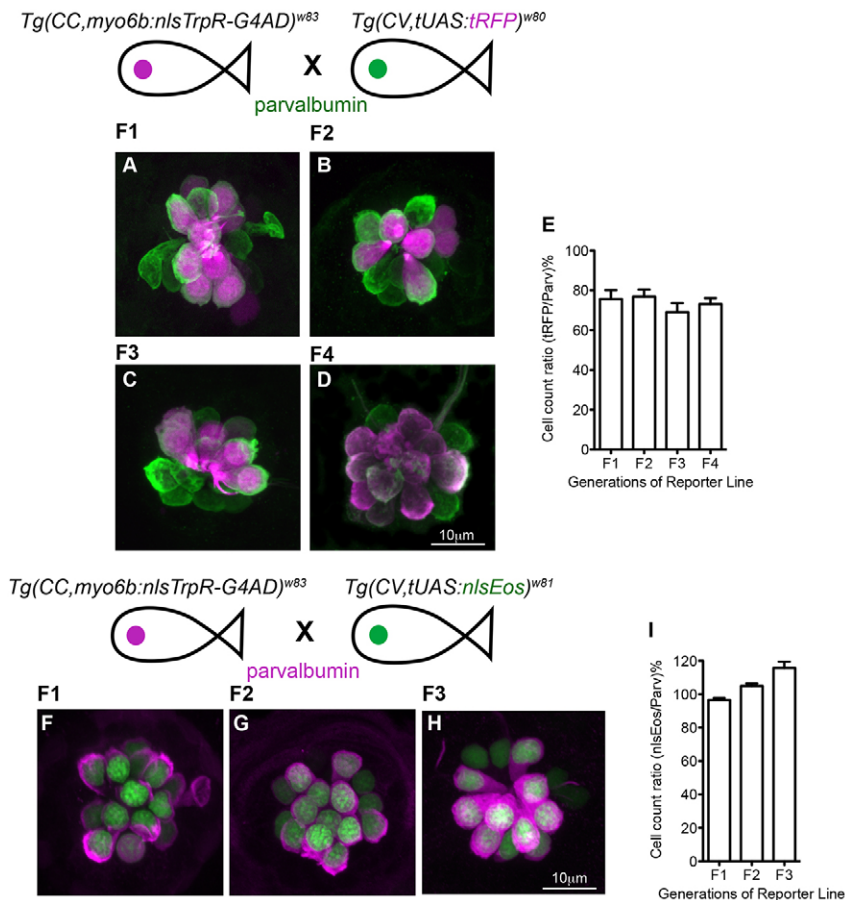 Tg(CC,myo6b:nlsTrpR-G4AD)w83 Tg(CV,tUAS:tRFP)w80
X
parvalbumin
F1 F2
A B
F3 F4
C D
10µm
E
Cell count ratio (tRFP/Parv)%
100
80
60
40
20
0
F1 F2 F3 F4
Generations of Reporter Line
Tg(CC,myo6b:nlsTrpR-G4AD)w83 Tg(CV,tUAS:nlsEos)w81
X
parvalbumin
F1 F2 F3
F G H
10µm
I
Cell count ratio (nlsEos/Parv)%
120
100
80
60
40
20
0
F1 F2 F3
Generations of Reporter Line